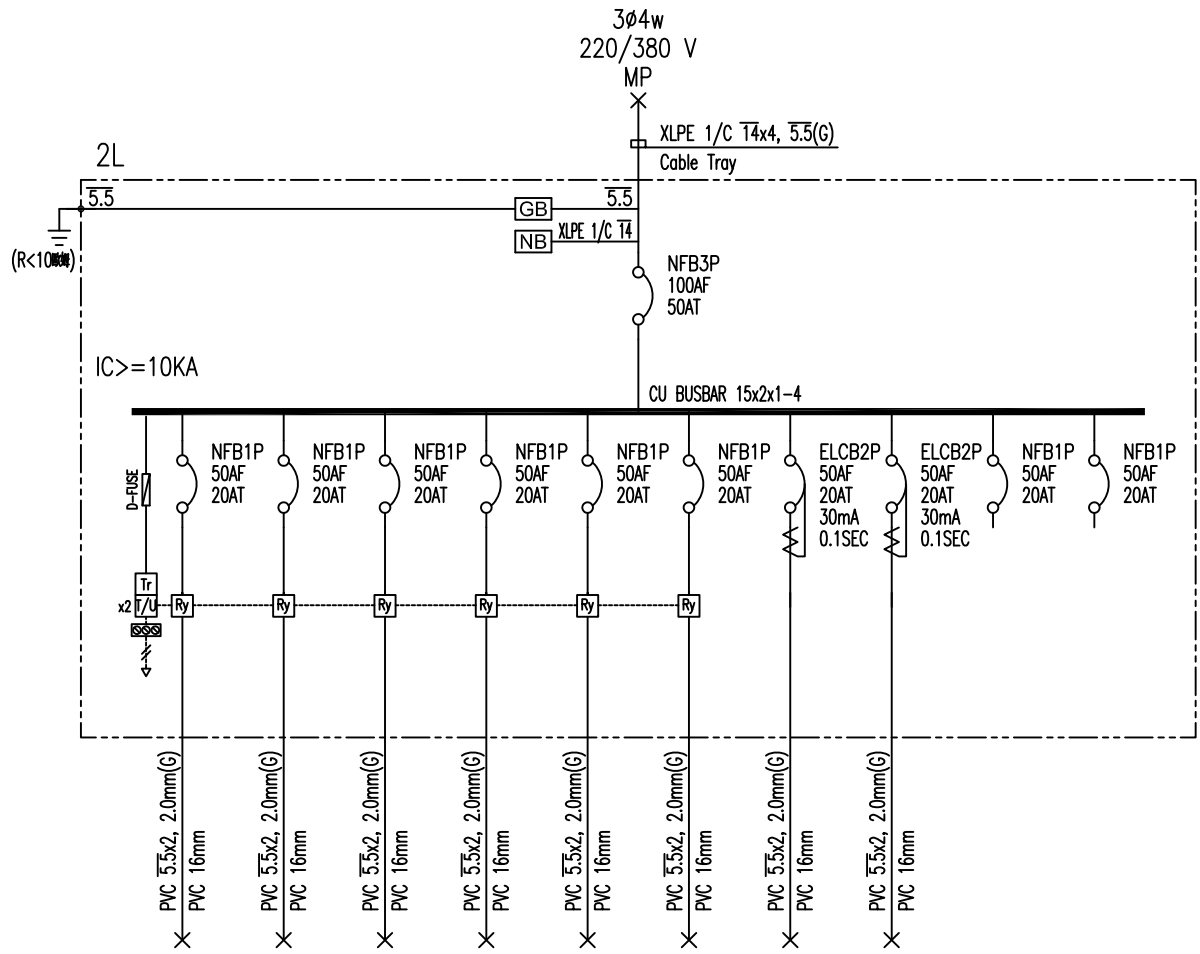 3ø4w
220/380 V
MP
XLPE 1/C 14x4, 5.5(G)
Cable Tray
2L
5.5
GB
5.5
NB
XLPE 1/C 14
(R<10
NFB3P
100AF
50AT
IC>=10KA
CU BUSBAR 15x2x1-4
D-FUSE
NFB1P
50AF
20AT
NFB1P
50AF
20AT
NFB1P
50AF
20AT
NFB1P
50AF
20AT
NFB1P
50AF
20AT
NFB1P
50AF
20AT
ELCB2P
50AF
20AT
30mA
0.1SEC
ELCB2P
50AF
20AT
30mA
0.1SEC
NFB1P
50AF
20AT
NFB1P
50AF
20AT
Tr
x2 T/U
Ry
Ry
Ry
Ry
Ry
Ry
PVC 5.5x2, 2.0mm(G)
PVC 16mm
PVC 5.5x2, 2.0mm(G)
PVC 16mm
PVC 5.5x2, 2.0mm(G)
PVC 16mm
PVC 5.5x2, 2.0mm(G)
PVC 16mm
PVC 5.5x2, 2.0mm(G)
PVC 16mm
PVC 5.5x2, 2.0mm(G)
PVC 16mm
PVC 5.5x2, 2.0mm(G)
PVC 16mm
PVC 5.5x2, 2.0mm(G)
PVC 16mm